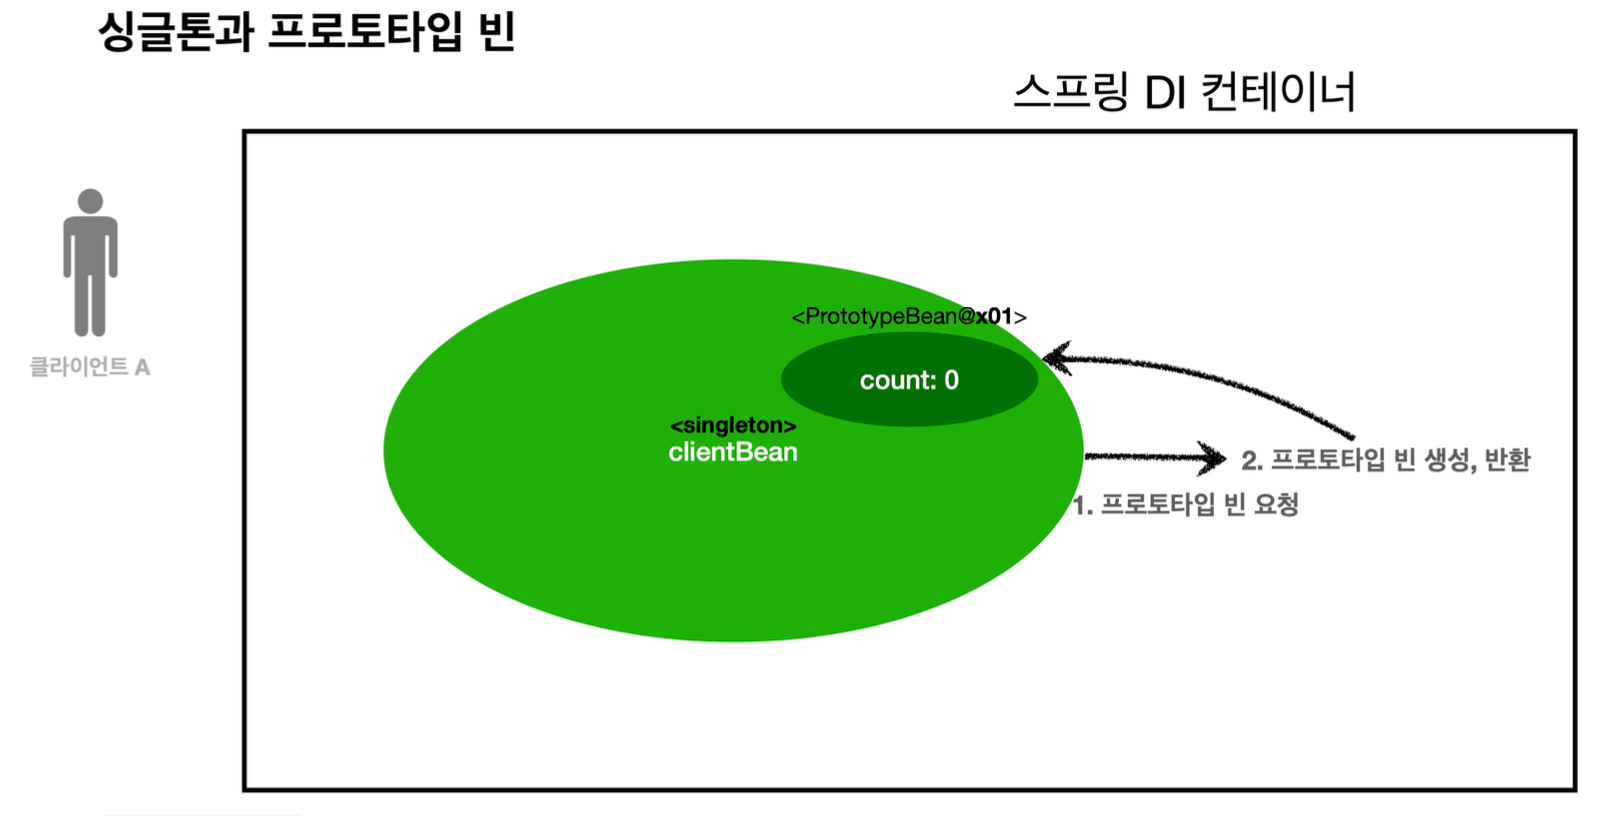 싱글톤과 프로토타입 빈
스프링 DI 컨테이너
클라이언트 A
<PrototypeBean@x01>
count: 0
<singleton>
clientBean
2. 프로토타입 빈 생성, 반환
1. 프로토타입 빈 요청